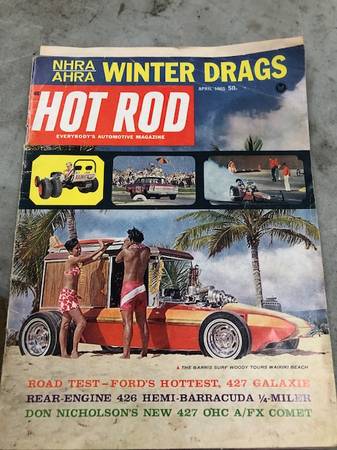 NHRA
AHRA
WINTER DRAGS
APRIL 1965 50c
HOT ROD
EVERYBODY'S AUTOMOTIVE MAGAZINE
▲ THE BARRIS SURF WOODY TOURS WAIKIKI BEACH
ROAD TEST – FORD'S HOTTEST, 427 GALAXIE
REAR-ENGINE 426 HEMI-BARRACUDA ¼-MILER
DON NICHOLSON'S NEW 427 OHC A/FX COMET